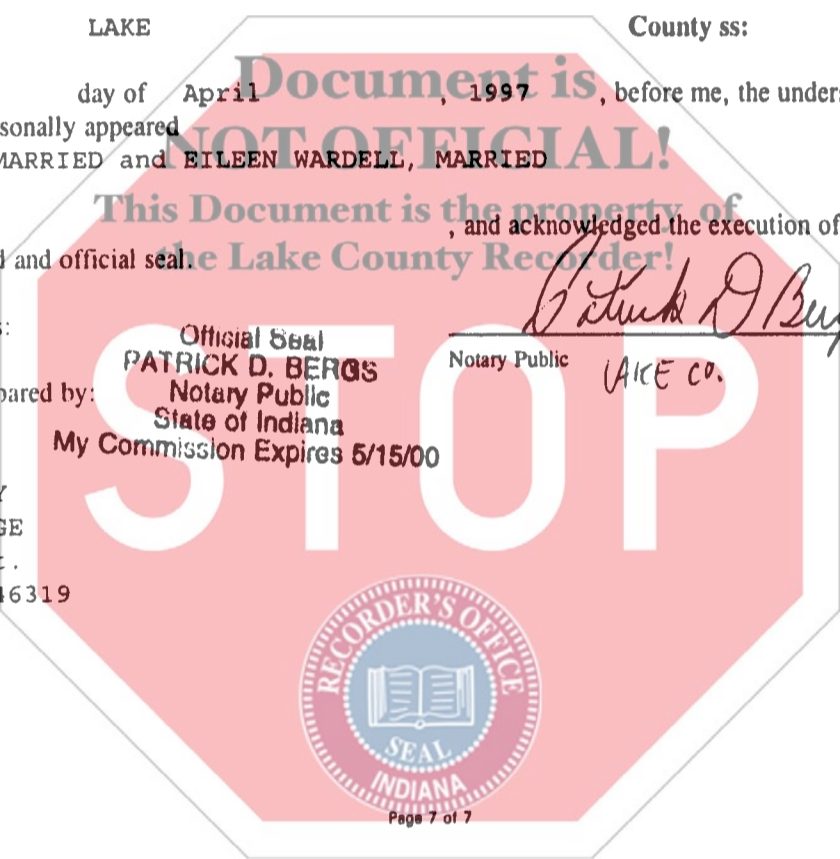 LAKE County ss:
day of April , 1997 , before me, the unders
sonally appeared
MARRIED and EILEEN WARDELL, MARRIED
, and acknowledged the execution of
d and official seal.
Document is
NOT OFFICIAL!
This Document is the property of
the Lake County Recorder!
s:
pared by:
Official Seal
PATRICK D. BERGS
Notary Public
State of Indiana
My Commission Expires 5/15/00
Patrick D Berg
Notary Public
LAKE CO.
Y
GE
t.
46319
STOP
RECORDER'S OFFICE
SEAL
INDIANA
Page 7 of 7